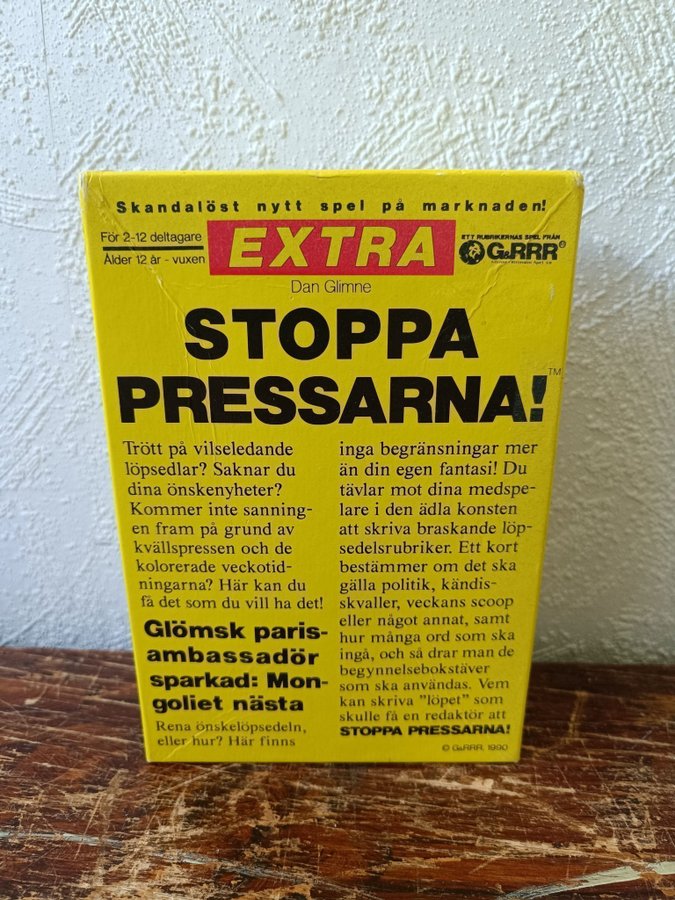 Skandalöst nytt spel på marknaden!
För 2-12 deltagare
Ålder 12 år - vuxen
EXTRA
ETT RUBRIKERNAS SPEL FRÅN
G&RRR®
Dan Glimne
STOPPA
PRESSARNA!™
Trött på vilseledande
löpsedlar? Saknar du
dina önskenyheter?
Kommer inte sanning-
en fram på grund av
kvällspressen och de
kolorerade veckotid-
ningarna? Här kan du
få det som du vill ha det!
Glömsk paris-
ambassadör
sparkad: Mon-
goliet nästa
Rena önskelöpsedeln,
eller hur? Här finns
inga begränsningar mer
än din egen fantasi! Du
tävlar mot dina medspe-
lare i den ädla konsten
att skriva braskande löp-
sedelsrubriker. Ett kort
bestämmer om det ska
gälla politik, kändis-
skvaller, veckans scoop
eller något annat, samt
hur många ord som ska
ingå, och så drar man de
begynnelsebokstäver
som ska användas. Vem
kan skriva "löpet" som
skulle få en redaktör att
STOPPA PRESSARNA!
© G&RRR, 1990